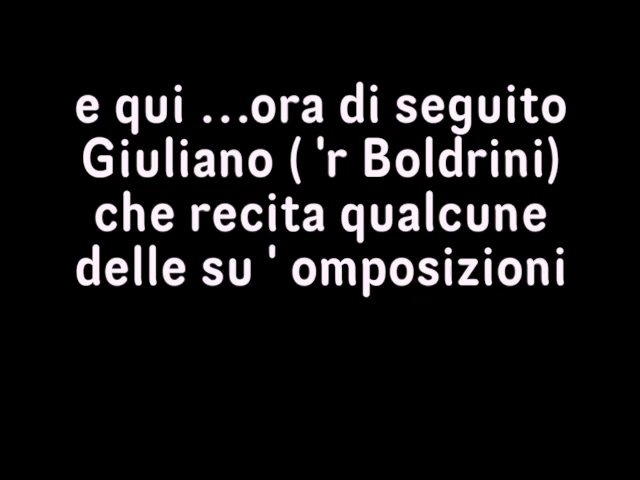 e qui ...ora di seguito
Giuliano ( 'r Boldrini)
che recita qualcune
delle su ' omposizioni